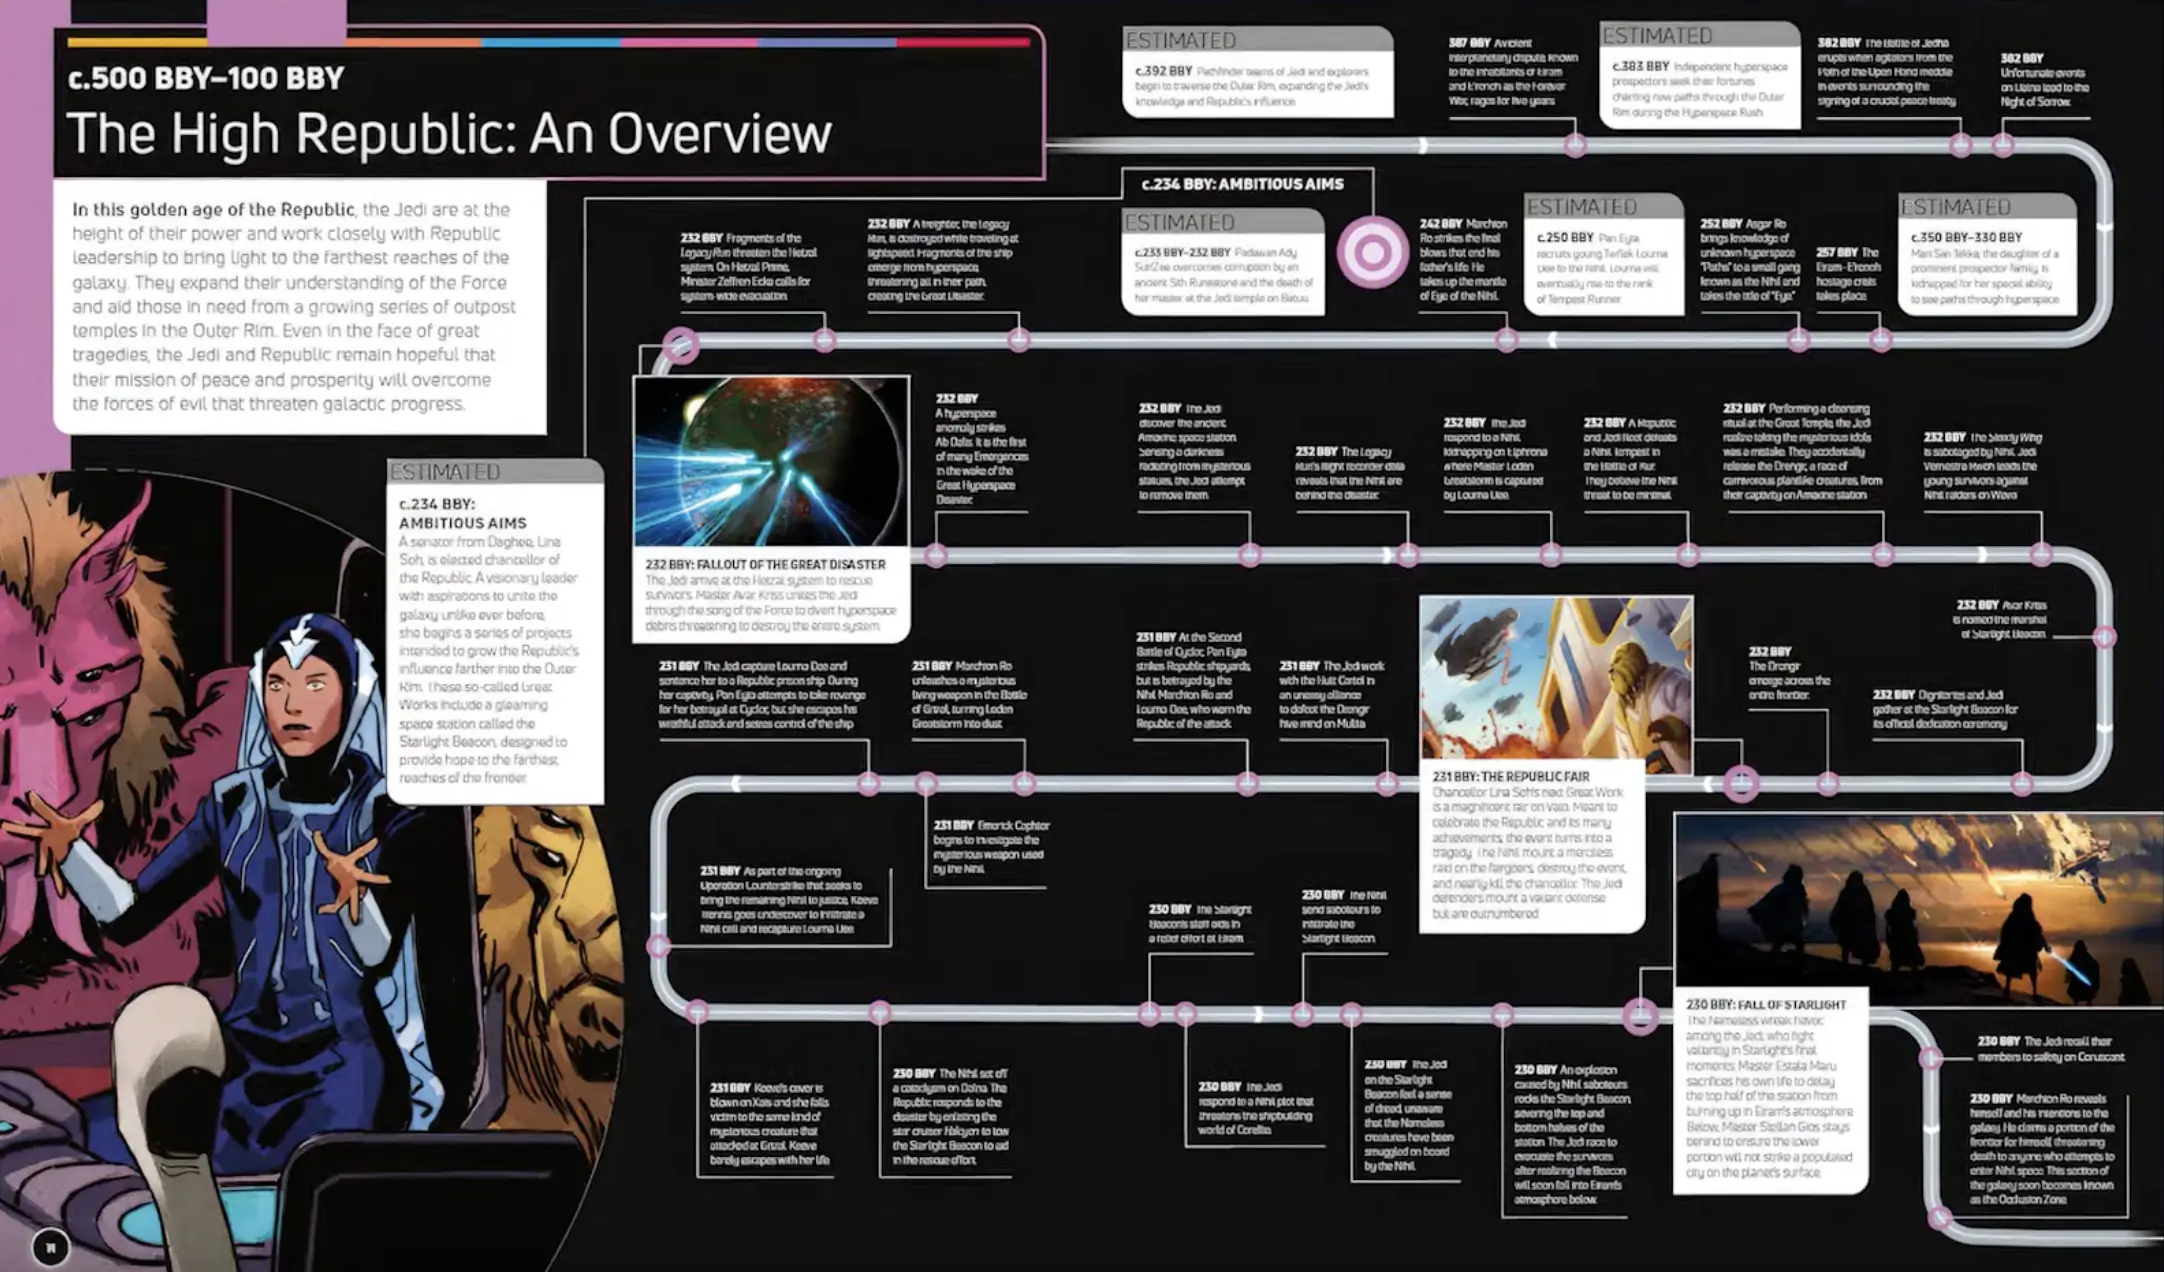 c.500 BBY–100 BBY
The High Republic: An Overview
In this golden age of the Republic, the Jedi are at the
height of their power and work closely with Republic
leadership to bring light to the farthest reaches of the
galaxy. They expand their understanding of the Force
and aid those in need from a growing series of outpost
temples in the Outer Rim. Even in the face of great
tragedies, the Jedi and Republic remain hopeful that
their mission of peace and prosperity will overcome
the forces of evil that threaten galactic progress.
ESTIMATED
c.392 BBY Pathfinder teams of Jedi and explorers
begin to traverse the Outer Rim, expanding the Jedi's
knowledge and Republic's influence.
387 BBY A violent
interplanetary dispute, known
to the inhabitants of Eiram
and E'ronoh as the Forever
War, rages for five years.
ESTIMATED
c.383 BBY Independent hyperspace
prospectors seek their fortunes
charting new paths through the Outer
Rim during the Hyperspace Rush.
382 BBY The Battle of Jedha
erupts when agitators from the
Path of the Open Hand meddle
in events surrounding the
signing of a crucial peace treaty.
382 BBY
Unfortunate events
on Dalna lead to the
Night of Sorrow.
ESTIMATED
c.350 BBY–330 BBY
Mari San Tekka, the daughter of a
prominent prospector family, is
kidnapped for her special ability
to see paths through hyperspace.
257 BBY The
Eiram-E'ronoh
hostage crisis
takes place.
252 BBY Asgar Ro
brings knowledge of
unknown hyperspace
"Paths" to a small gang
known as the Nihil and
takes the title of "Eye".
ESTIMATED
c.250 BBY Pan Eyta
recruits young Twi'lek Lourna
Dee to the Nihil. Lourna will
eventually rise to the rank
of Tempest Runner.
242 BBY Marchion
Ro strikes the final
blows that end his
father's life. He
takes up the mantle
of Eye of the Nihil.
c.234 BBY: AMBITIOUS AIMS
ESTIMATED
c.233 BBY–232 BBY Padawan Ady
Sun'Zee overcomes corruption by an
ancient Sith Runestone and the death of
her master at the Jedi temple on Batuu.
232 BBY A freighter, the Legacy
Run, is destroyed while traveling at
lightspeed. Fragments of the ship
emerge from hyperspace,
threatening all in their path,
creating the Great Disaster.
232 BBY Fragments of the
Legacy Run threaten the Hetzal
system. On Hetzal Prime,
Minister Zeffren Ecka calls for
system-wide evacuation.
ESTIMATED
c.234 BBY:
AMBITIOUS AIMS
A senator from Daghee, Lina
Soh, is elected chancellor of
the Republic. A visionary leader
with aspirations to unite the
galaxy unlike ever before,
she begins a series of projects
intended to grow the Republic's
influence farther into the Outer
Rim. These so-called Great
Works include a gleaming
space station called the
Starlight Beacon, designed to
provide hope to the farthest
reaches of the frontier.
232 BBY: FALLOUT OF THE GREAT DISASTER
The Jedi arrive at the Hetzal system to rescue
survivors. Master Avar Kriss unites the Jedi
through the song of the Force to divert hyperspace
debris threatening to destroy the entire system.
232 BBY
A hyperspace
anomaly strikes
Ab Dalis. It is the first
of many Emergences
in the wake of the
Great Hyperspace
Disaster.
232 BBY The Jedi
discover the ancient
Amaxine space station.
Sensing a darkness
radiating from mysterious
statues, the Jedi attempt
to remove them.
232 BBY The Legacy
Run's flight recorder data
reveals that the Nihil are
behind the disaster.
232 BBY The Jedi
respond to a Nihil
kidnapping on Elphrona
where Master Loden
Greatstorm is captured
by Lourna Dee.
232 BBY A Republic
and Jedi fleet defeats
a Nihil Tempest in
the Battle of Kur.
They believe the Nihil
threat to be minimal.
232 BBY Performing a cleansing
ritual at the Great Temple, the Jedi
realize taking the mysterious idols
was a mistake. They accidentally
release the Drengir, a race of
carnivorous plantlike creatures, from
their captivity on Amaxine station.
232 BBY The Steady Wing
is sabotaged by Nihil. Jedi
Vernestra Rwoh leads the
young survivors against
Nihil raiders on Wevo.
232 BBY Avar Kriss
is named the marshal
of Starlight Beacon.
232 BBY Dignitaries and Jedi
gather at the Starlight Beacon for
its official dedication ceremony.
232 BBY
The Drengir
emerge across the
entire frontier.
231 BBY: THE REPUBLIC FAIR
Chancellor Lina Soh's next Great Work
is a magnificent fair on Valo. Meant to
celebrate the Republic and its many
achievements, the event turns into a
tragedy. The Nihil mount a merciless
raid on the fairgoers, destroy the event,
and nearly kill the chancellor. The Jedi
defenders mount a valiant defense
but are outnumbered.
231 BBY The Jedi work
with the Hutt Cartel in
an uneasy alliance
to defeat the Drengir
hive mind on Mulita.
231 BBY At the Second
Battle of Cyclor, Pan Eyta
strikes Republic shipyards,
but is betrayed by the
Nihil Marchion Ro and
Lourna Dee, who warn the
Republic of the attack.
231 BBY Marchion Ro
unleashes a mysterious
living weapon in the Battle
of Grizal, turning Loden
Greatstorm into dust.
231 BBY The Jedi capture Lourna Dee and
sentence her to a Republic prison ship. During
her captivity, Pan Eyta attempts to take revenge
for her betrayal at Cyclor, but she escapes his
wrathful attack and seizes control of the ship.
231 BBY Emerick Caphtor
begins to investigate the
mysterious weapon used
by the Nihil.
231 BBY As part of the ongoing
Operation Counterstrike that seeks to
bring the remaining Nihil to justice, Keeve
Trennis goes undercover to infiltrate a
Nihil cell and recapture Lourna Dee.
231 BBY Keeve's cover is
blown on Xais and she falls
victim to the same kind of
mysterious creature that
attacked at Grizal. Keeve
barely escapes with her life.
230 BBY The Nihil set off
a cataclysm on Dalna. The
Republic responds to the
disaster by enlisting the
star cruiser Halcyon to tow
the Starlight Beacon to aid
in the rescue effort.
230 BBY The Starlight
Beacon's staff aids in
a relief effort at Eiram.
230 BBY The Jedi
respond to a Nihil plot that
threatens the shipbuilding
world of Corellia.
230 BBY The Nihil
send saboteurs to
infiltrate the
Starlight Beacon.
230 BBY The Jedi
on the Starlight
Beacon feel a sense
of dread, unaware
that the Nameless
creatures have been
smuggled on board
by the Nihil.
230 BBY An explosion
caused by Nihil saboteurs
rocks the Starlight Beacon,
severing the top and
bottom halves of the
station. The Jedi race to
evacuate the survivors
after realizing the Beacon
will soon fall into Eiram's
atmosphere below.
230 BBY: FALL OF STARLIGHT
The Nameless wreak havoc
among the Jedi, who fight
valiantly in Starlight's final
moments. Master Estala Maru
sacrifices his own life to delay
the top half of the station from
burning up in Eiram's atmosphere.
Below, Master Stellan Gios stays
behind to ensure the lower
portion will not strike a populated
city on the planet's surface.
230 BBY The Jedi recall their
members to safety on Coruscant.
230 BBY Marchion Ro reveals
himself and his intentions to the
galaxy. He claims a portion of the
frontier for himself, threatening
death to anyone who attempts to
enter Nihil space. This section of
the galaxy soon becomes known
as the Occlusion Zone.